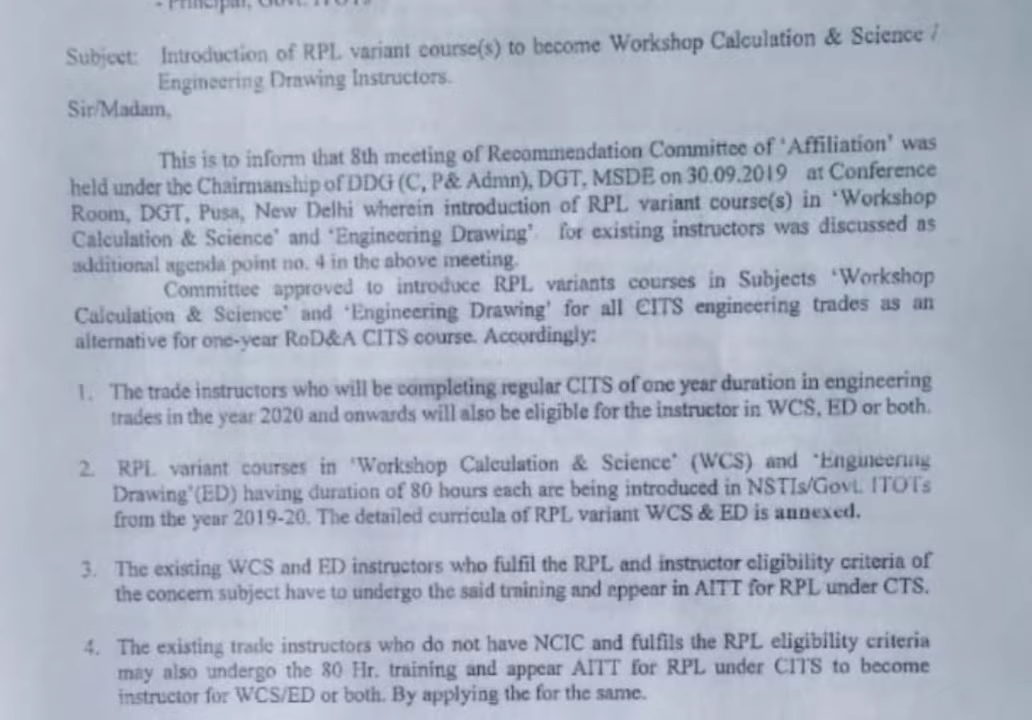 - Principal, Govt. ITOTs
Subject: Introduction of RPL variant course(s) to become Workshop Calculation & Science /
Engineering Drawing Instructors.
Sir/Madam,
This is to inform that 8th meeting of Recommendation Committee of 'Affiliation' was
held under the Chairmanship of DDG (C, P& Admn), DGT, MSDE on 30.09.2019 at Conference
Room, DGT, Pusa, New Delhi wherein introduction of RPL variant course(s) in 'Workshop
Calculation & Science' and 'Engineering Drawing' for existing instructors was discussed as
additional agenda point no. 4 in the above meeting.
Committee approved to introduce RPL variants courses in Subjects 'Workshop
Calculation & Science' and 'Engineering Drawing' for all CITS engineering trades as an
alternative for one-year RoD&A CITS course. Accordingly:
1. The trade instructors who will be completing regular CITS of one year duration in engineering
trades in the year 2020 and onwards will also be eligible for the instructor in WCS, ED or both.
2. RPL variant courses in 'Workshop Calculation & Science' (WCS) and 'Engineering
Drawing'(ED) having duration of 80 hours each are being introduced in NSTIs/Govt. ITOTs
from the year 2019-20. The detailed curricula of RPL variant WCS & ED is annexed.
3. The existing WCS and ED instructors who fulfil the RPL and instructor eligibility criteria of
the concern subject have to undergo the said training and appear in AITT for RPL under CTS.
4. The existing trade instructors who do not have NCIC and fulfils the RPL eligibility criteria
may also undergo the 80 Hr. training and appear AITT for RPL under CITS to become
instructor for WCS/ED or both. By applying the for the same.